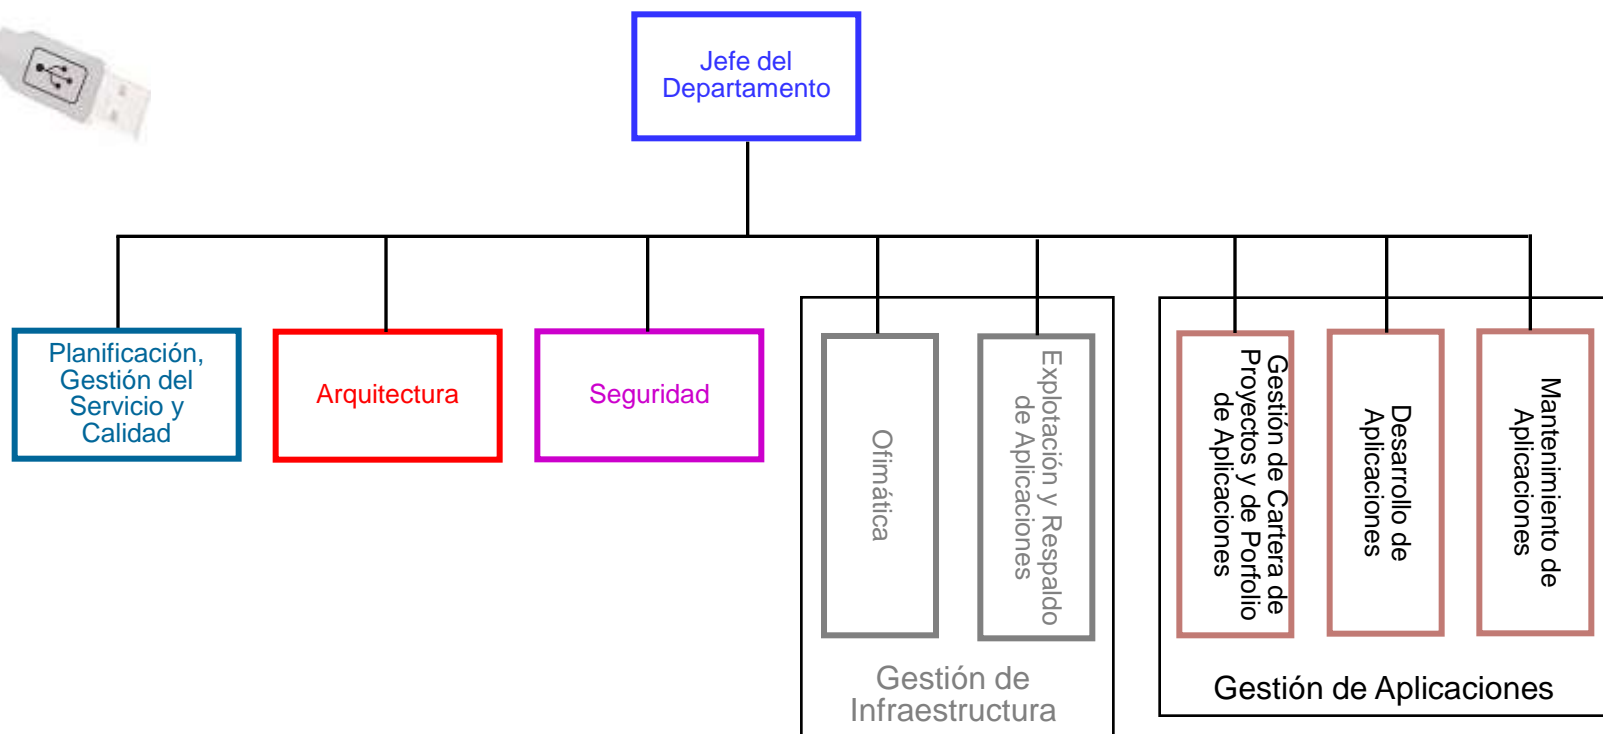 Jefe del
Departamento
Planificación,
Gestión del
Servicio y
Calidad
Arquitectura
Seguridad
Ofimática
Explotación y Respaldo
de Aplicaciones
Gestión de
Infraestructura
Gestión de Cartera de
Proyectos y de Porfolio
de Aplicaciones
Desarrollo de
Aplicaciones
Mantenimiento de
Aplicaciones
Gestión de Aplicaciones